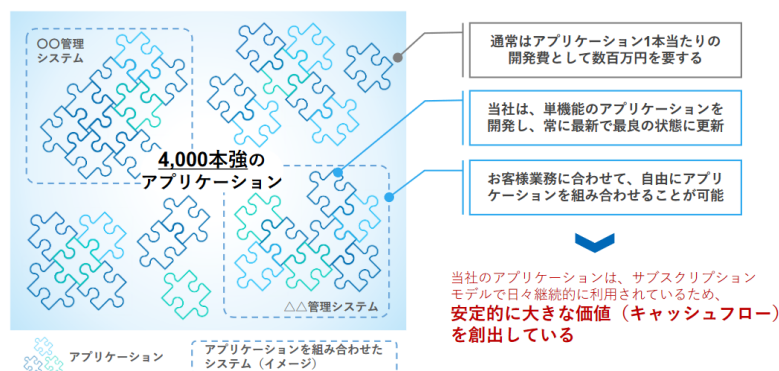 〇〇管理
システム
4,000本強の
アプリケーション
△△管理システム
アプリケーション
アプリケーションを組み合わせた
システム（イメージ）
通常はアプリケーション1本当たりの
開発費として数百万円を要する
当社は、単機能のアプリケーションを
開発し、常に最新で最良の状態に更新
お客様業務に合わせて、自由にアプリ
ケーションを組み合わせることが可能
当社のアプリケーションは、サブスクリプション
モデルで日々継続的に利用されているため、
安定的に大きな価値（キャッシュフロー）
を創出している